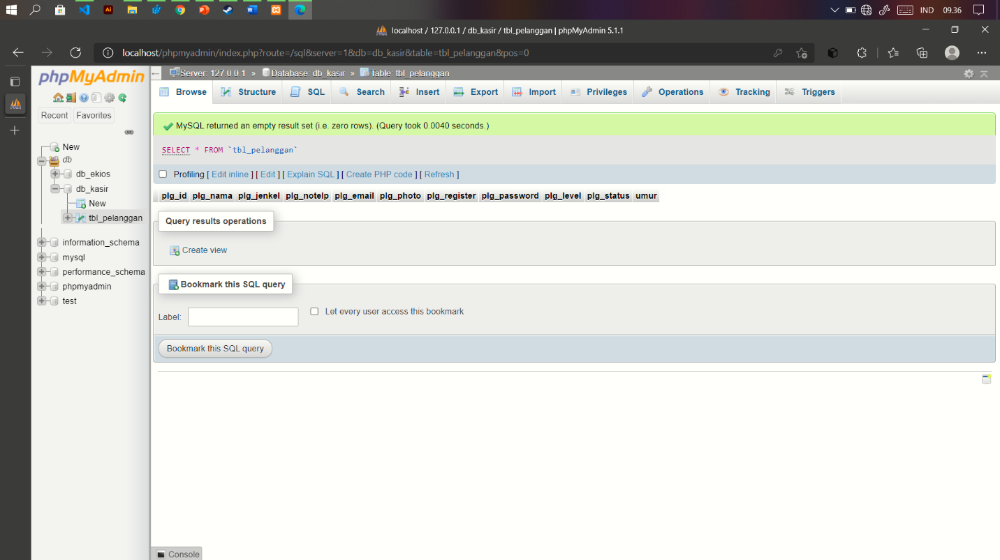 IND 09.36
localhost / 127.0.0.1 / db_kasir / tbl_pelanggan | phpMyAdmin 5.1.1
localhost/phpmyadmin/index.php?route=/sql&server=1&db=db_kasir&table=tbl_pelanggan&pos=0
phpMyAdmin
Recent Favorites
New
db
db_ekios
db_kasir
New
tbl_pelanggan
information_schema
mysql
performance_schema
phpmyadmin
test
Server: 127.0.0.1 » Database: db_kasir » Table: tbl_pelanggan
Browse Structure SQL Search Insert Export Import Privileges Operations Tracking Triggers
MySQL returned an empty result set (i.e. zero rows). (Query took 0.0040 seconds.)
SELECT * FROM `tbl_pelanggan`
Profiling [ Edit inline ] [ Edit ] [ Explain SQL ] [ Create PHP code ] [ Refresh ]
plg_id plg_nama plg_jenkel plg_notelp plg_email plg_photo plg_register plg_password plg_level plg_status umur
Query results operations
Create view
Bookmark this SQL query
Label: Let every user access this bookmark
Bookmark this SQL query
Console